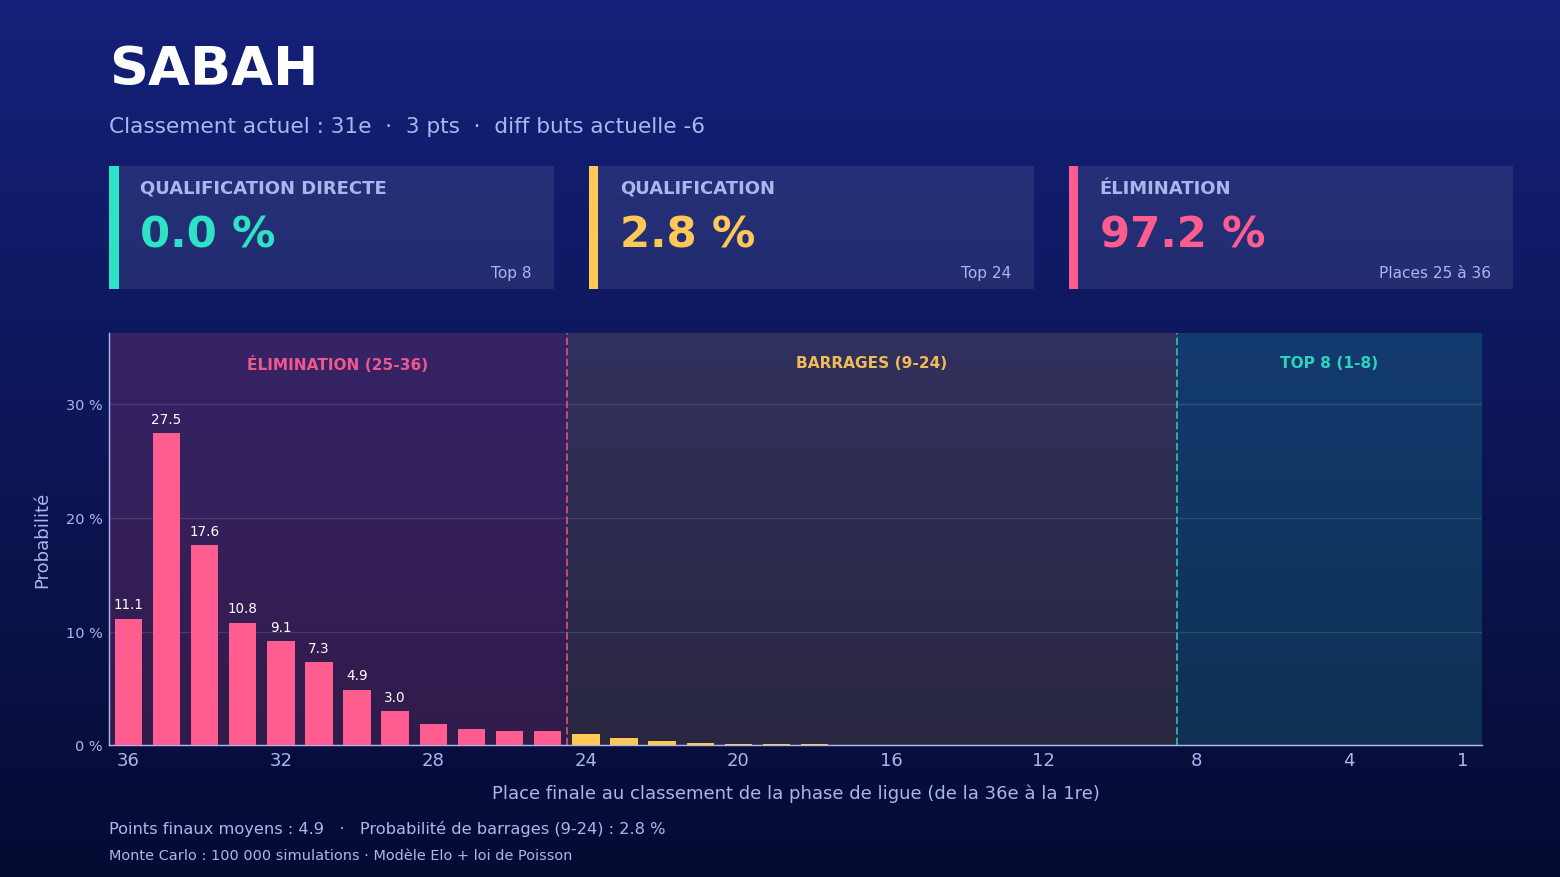 SABAH
Classement actuel : 31e · 3 pts · diff buts actuelle -6
QUALIFICATION DIRECTE
0.0 %
Top 8
QUALIFICATION
2.8 %
Top 24
ÉLIMINATION
97.2 %
Places 25 à 36
ÉLIMINATION (25-36)
BARRAGES (9-24)
TOP 8 (1-8)
30 %
20 %
10 %
0 %
Probabilité
11.1
27.5
17.6
10.8
9.1
7.3
4.9
3.0
36 32 28 24 20 16 12 8 4 1
Place finale au classement de la phase de ligue (de la 36e à la 1re)
Points finaux moyens : 4.9 · Probabilité de barrages (9-24) : 2.8 %
Monte Carlo : 100 000 simulations · Modèle Elo + loi de Poisson